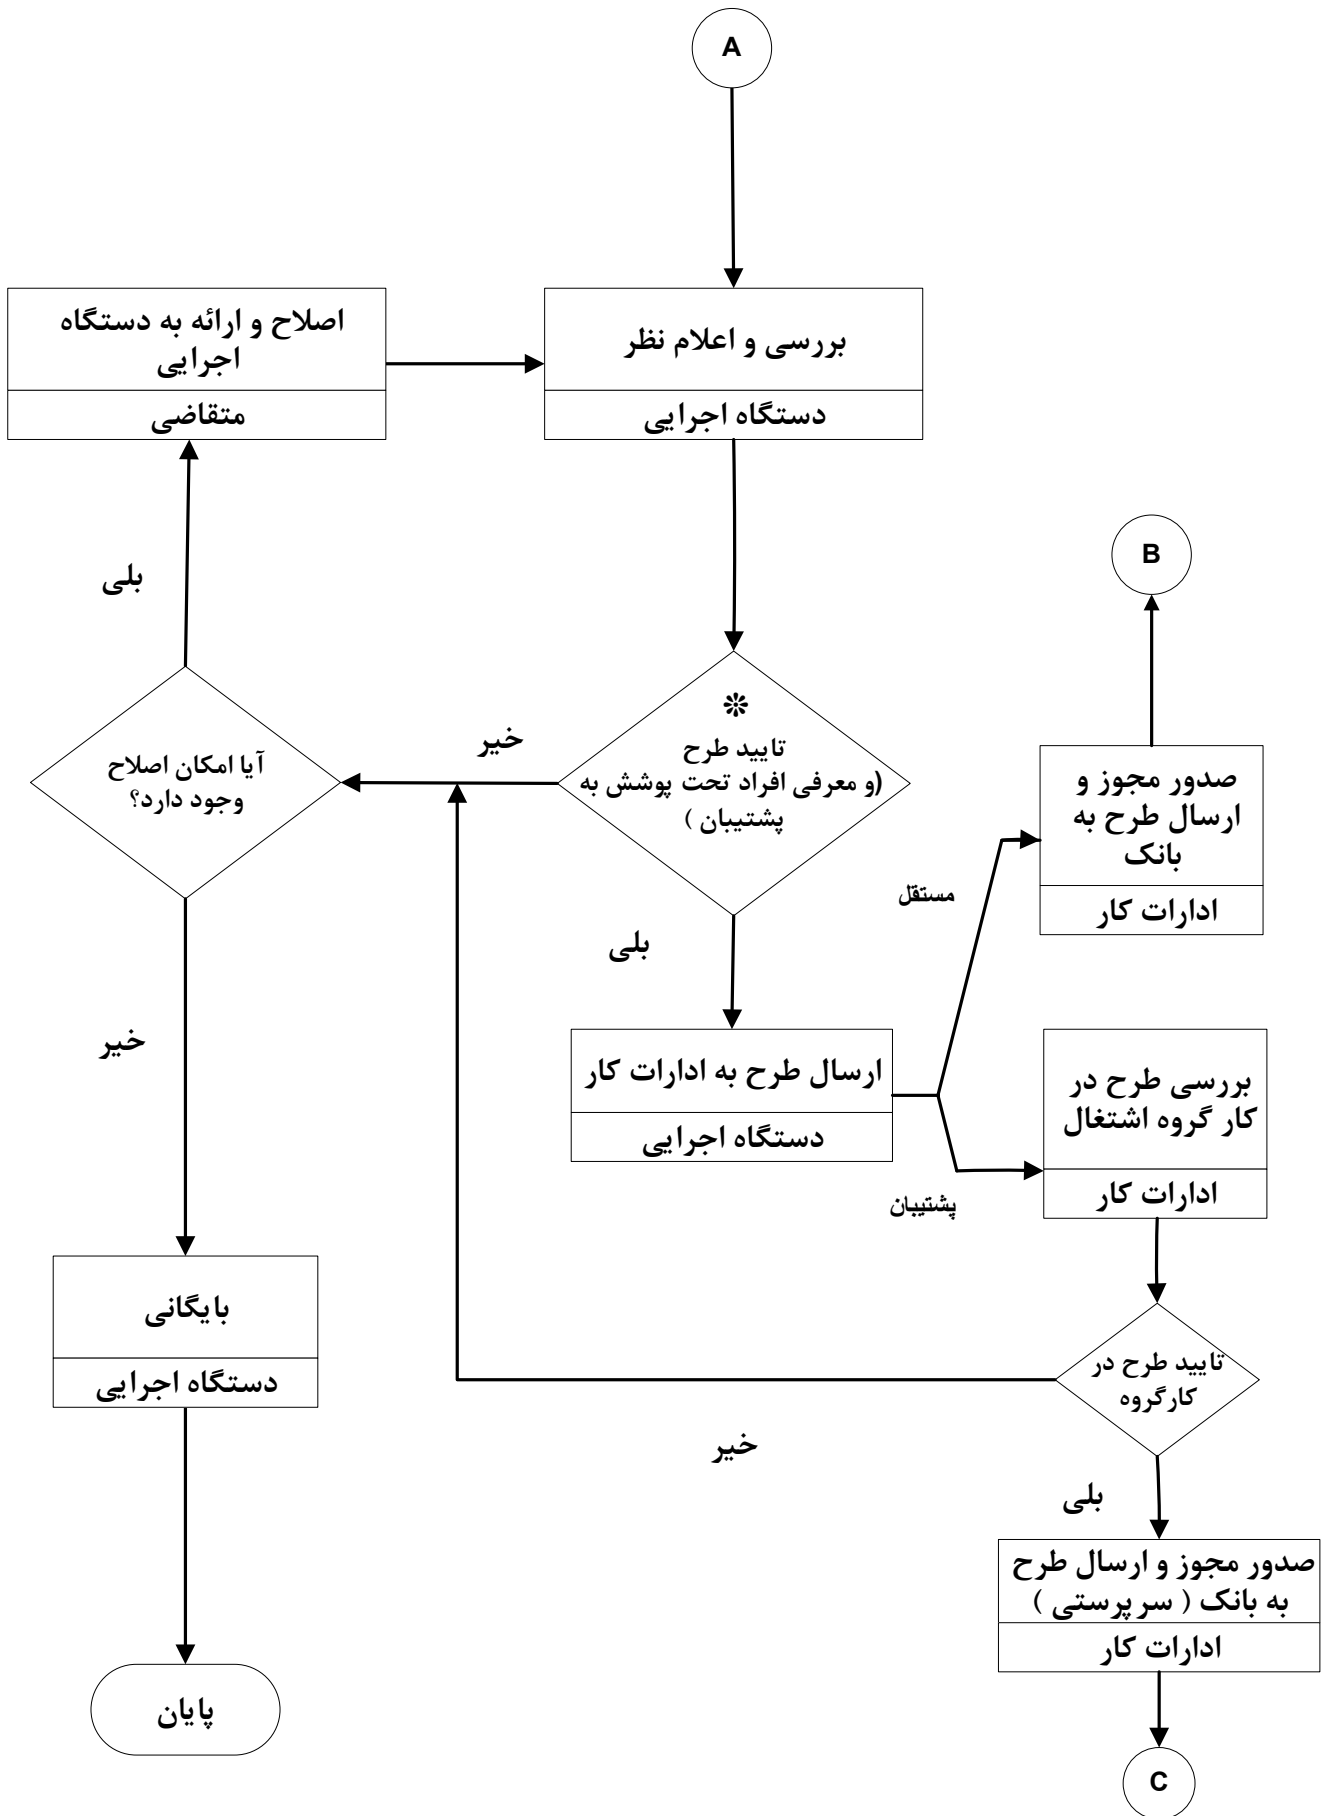 A
اصلاح و ارائه به دستگاه
اجرایی
متقاضی
بررسی و اعلام نظر
دستگاه اجرایی
بلی
B
❊
تایید طرح
(و معرفی افراد تحت پوشش به
پشتیبان )
خیر
آیا امکان اصلاح
وجود دارد؟
صدور مجوز و
ارسال طرح به
بانک
ادارات کار
مستقل
بلی
خیر
ارسال طرح به ادارات کار
دستگاه اجرایی
بررسی طرح در
کار گروه اشتغال
ادارات کار
پشتیبان
بایگانی
دستگاه اجرایی
تایید طرح در
کارگروه
خیر
بلی
صدور مجوز و ارسال طرح
به بانک ( سرپرستی )
ادارات کار
پایان
C